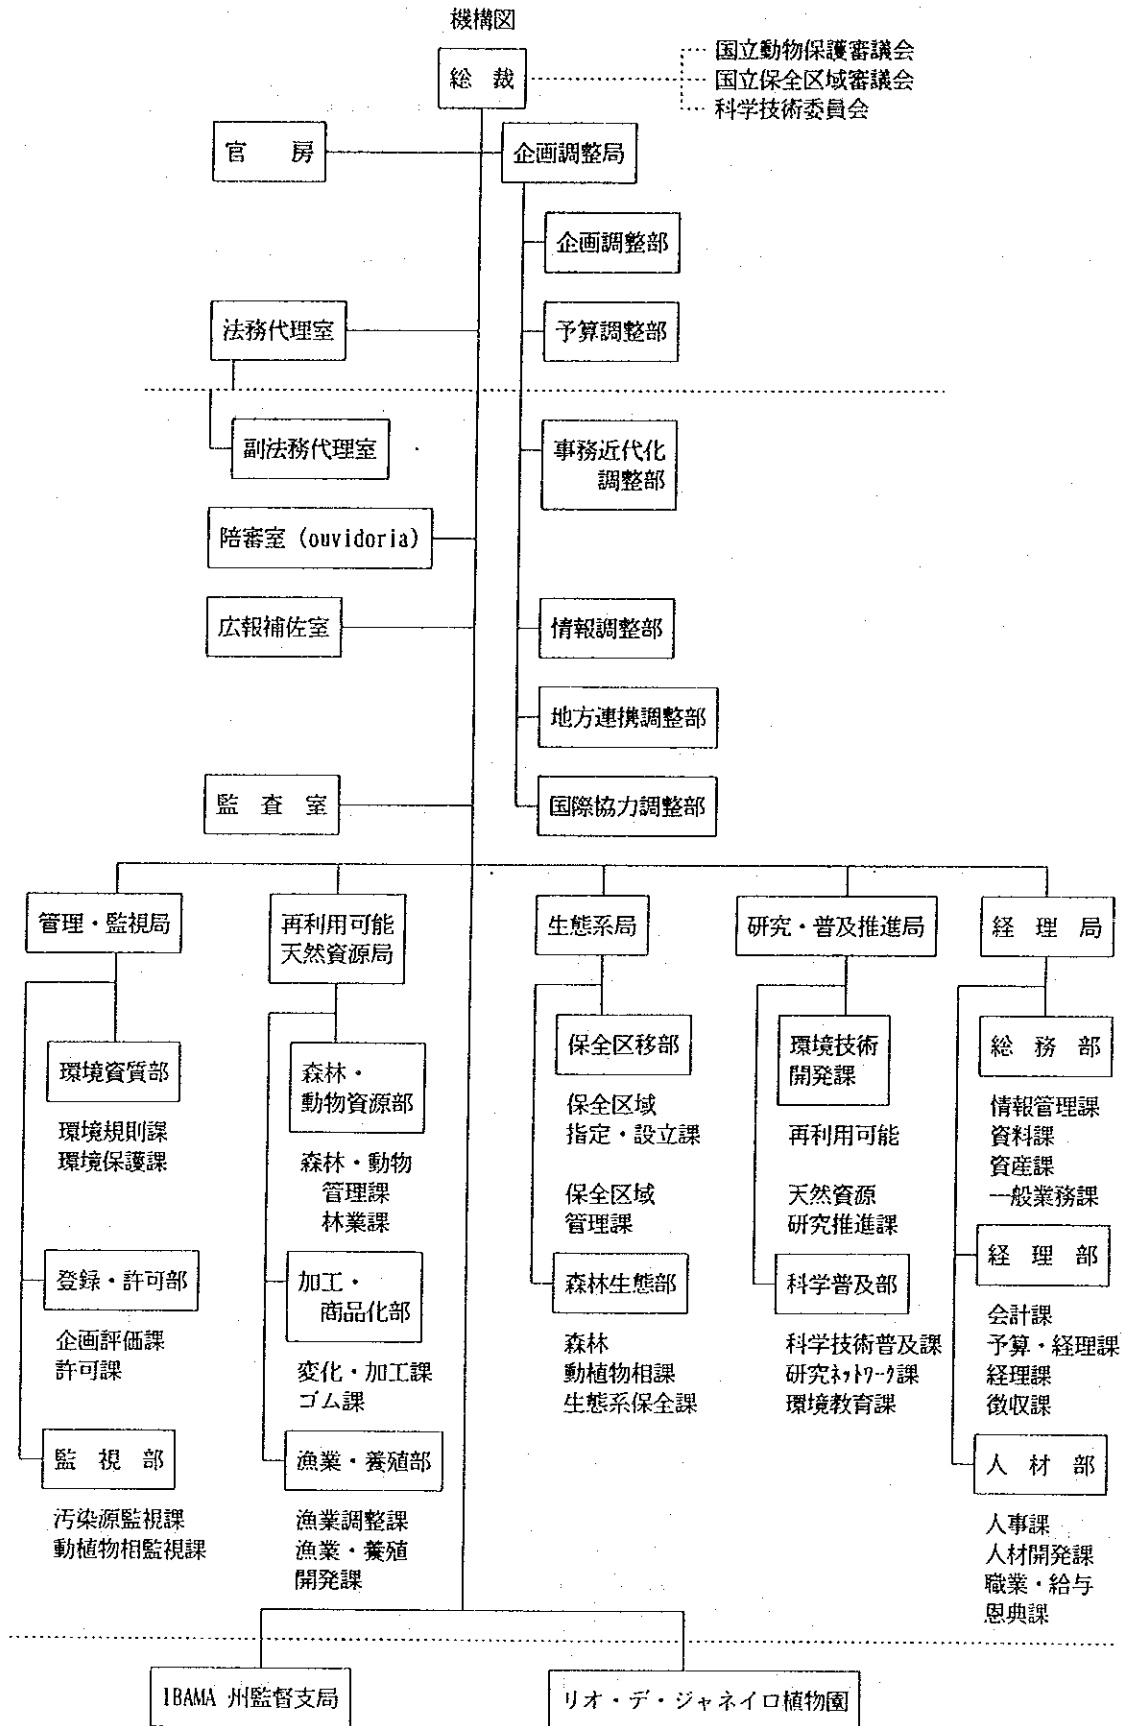 機構図
総 裁
国立動物保護審議会
国立保全区域審議会
科学技術委員会
官 房
企画調整局
企画調整部
法務代理室
予算調整部
副法務代理室
事務近代化
調整部
陪審室 (ouvidoria)
広報補佐室
情報調整部
地方連携調整部
監 査 室
国際協力調整部
管理・監視局
環境資質部
環境規則課
環境保護課
登録・許可部
企画評価課
許可課
監 視 部
汚染源監視課
動植物相監視課
再利用可能
天然資源局
森林・
動物資源部
森林・動物
管理課
林業課
加工・
商品化部
変化・加工課
ゴム課
漁業・養殖部
漁業調整課
漁業・養殖
開発課
生態系局
保全区移部
保全区域
指定・設立課
保全区域
管理課
森林生態部
森林
動植物相課
生態系保全課
研究・普及推進局
環境技術
開発課
再利用可能
天然資源
研究推進課
科学普及部
科学技術普及課
研究ネットワーク課
環境教育課
経 理 局
総 務 部
情報管理課
資料課
資産課
一般業務課
経 理 部
会計課
予算・経理課
経理課
徴収課
人 材 部
人事課
人材開発課
職業・給与
恩典課
IBAMA 州監督支局
リオ・デ・ジャネイロ植物園